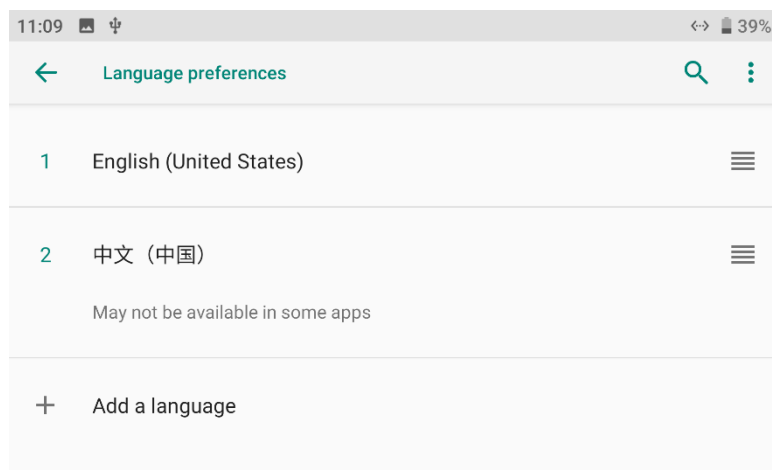 11:09 39%
Language preferences
1 English (United States)
2 中文（中国）
May not be available in some apps
Add a language